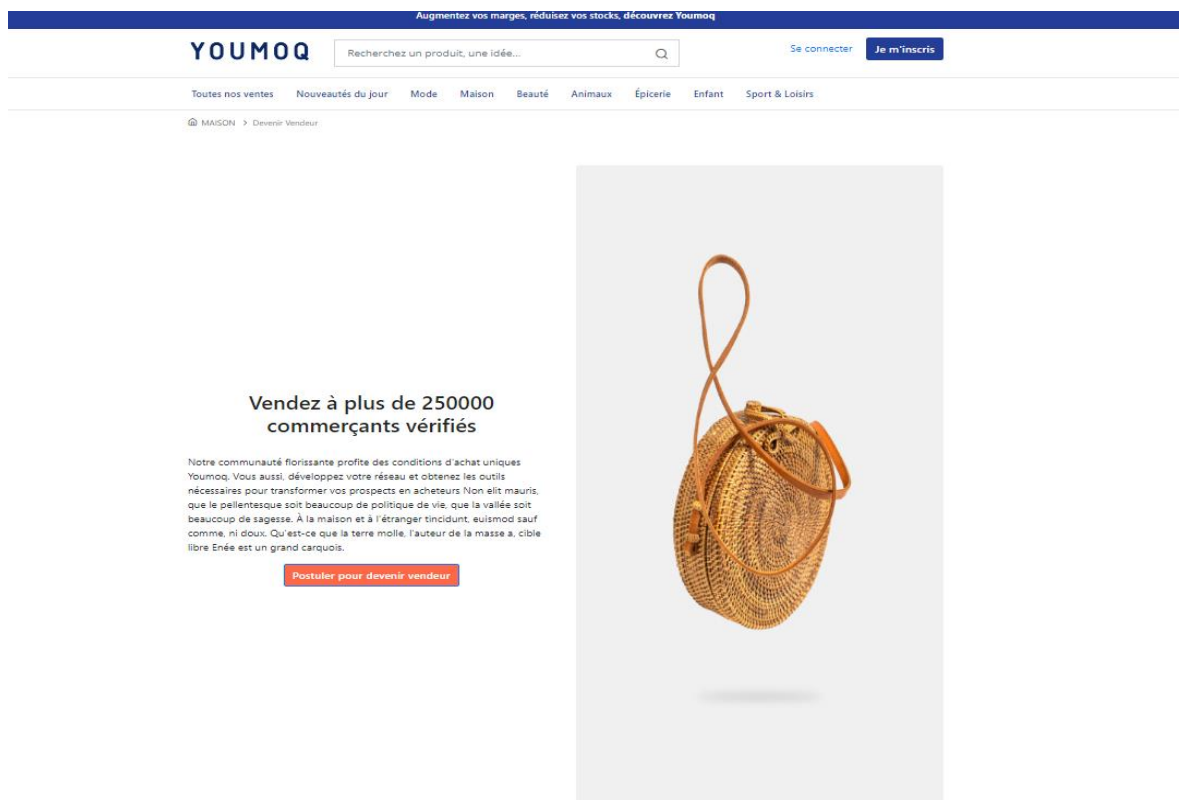 Augmentez vos marges, réduisez vos stocks, découvrez Youmoq
YOUMOQ
Recherchez un produit, une idée...
Se connecter
Je m'inscris
Toutes nos ventes Nouveautés du jour Mode Maison Beauté Animaux Épicerie Enfant Sport & Loisirs
MAISON > Devenir Vendeur
Vendez à plus de 250000
commerçants vérifiés
Notre communauté florissante profite des conditions d'achat uniques
Youmoq. Vous aussi, développez votre réseau et obtenez les outils
nécessaires pour transformer vos prospects en acheteurs Non elit mauris,
que le pellentesque soit beaucoup de politique de vie, que la vallée soit
beaucoup de sagesse. À la maison et à l'étranger tincidunt, euismod sauf
comme, ni doux. Qu'est-ce que la terre molle, l'auteur de la masse a, cible
libre Enée est un grand carquois.
Postuler pour devenir vendeur